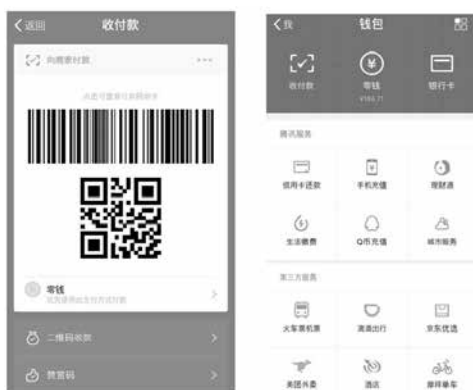 返回 收付款
向商家付款
零钱
二维码收款
赞赏码
我 钱包
收付款 零钱 银行卡
腾讯服务
信用卡还款 手机充值 理财通
生活缴费 Q币充值 城市服务
第三方服务
火车票机票 滴滴出行 京东优选
美团外卖 酒店 摩拜单车